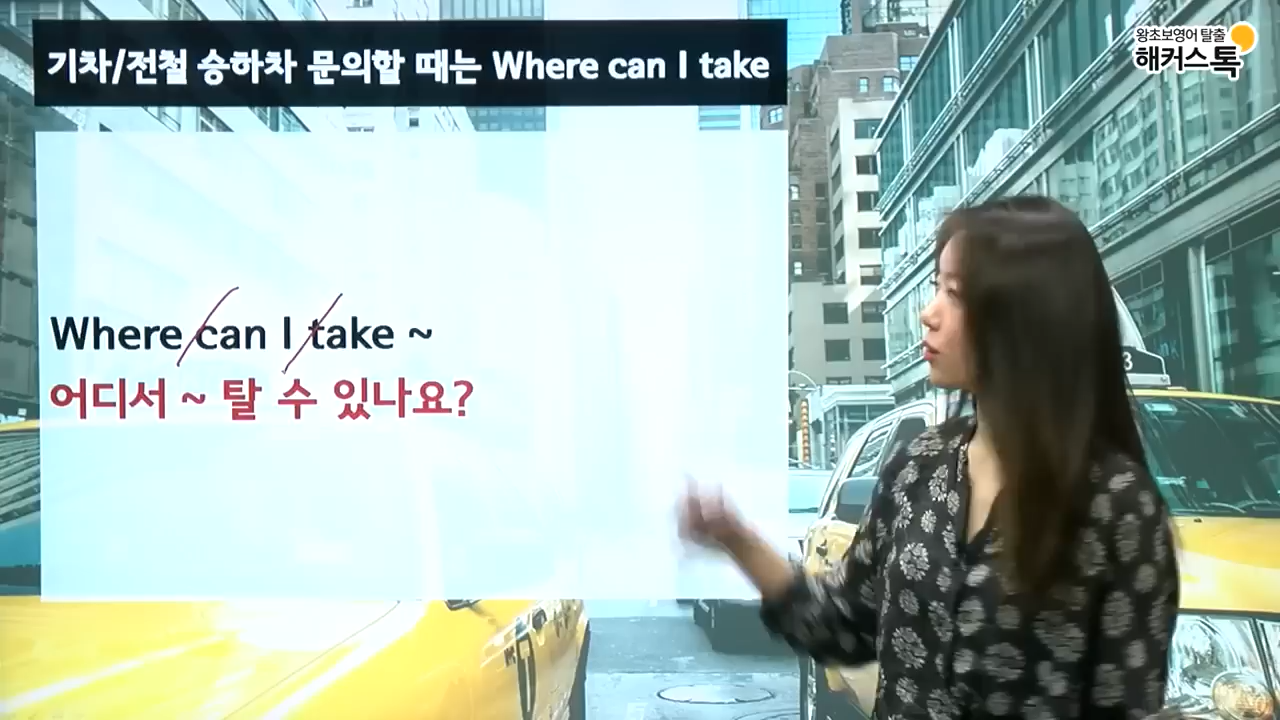 기차/전철 승하차 문의할 때는 Where can I take
왕초보영어 탈출
해커스톡
Where can I take ~
어디서 ~ 탈 수 있나요?
3